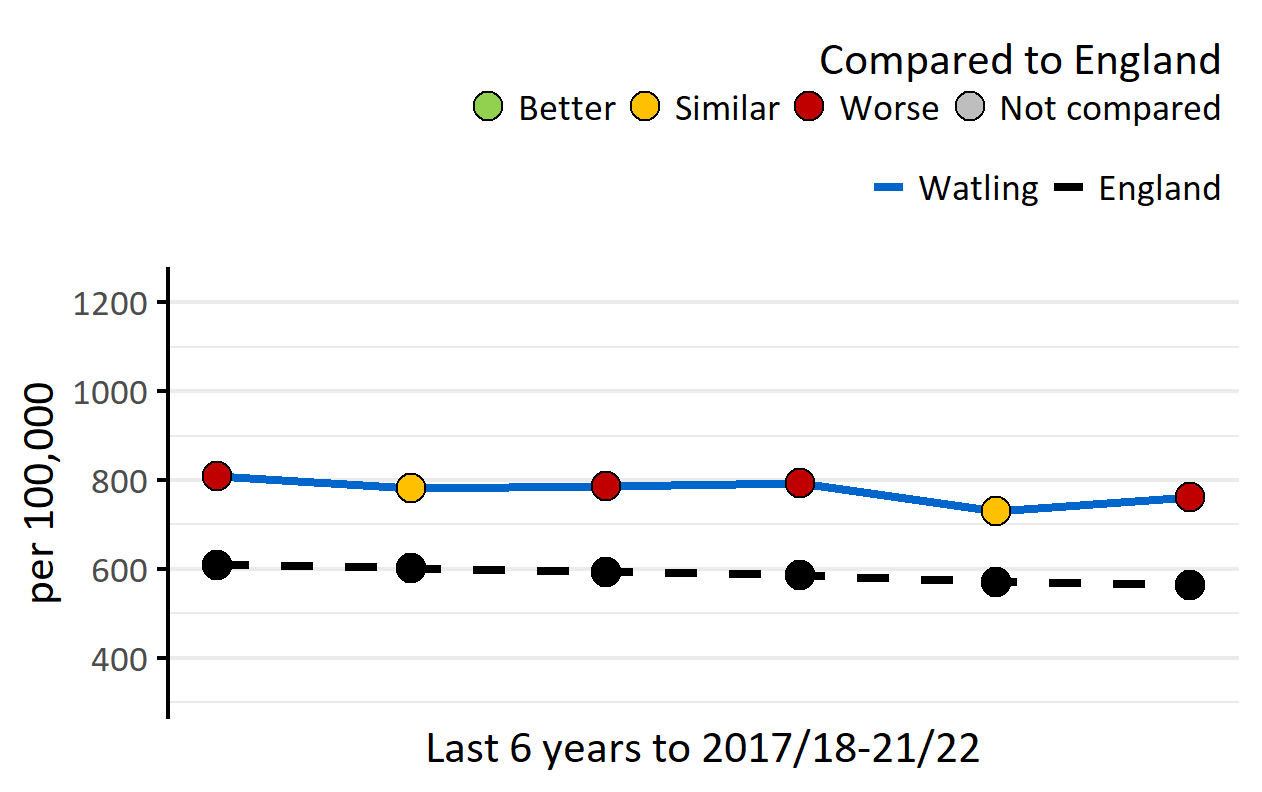 Compared to England
Better Similar Worse Not compared
Watling England
1200
1000
800
600
400
per 100,000
Last 6 years to 2017/18-21/22